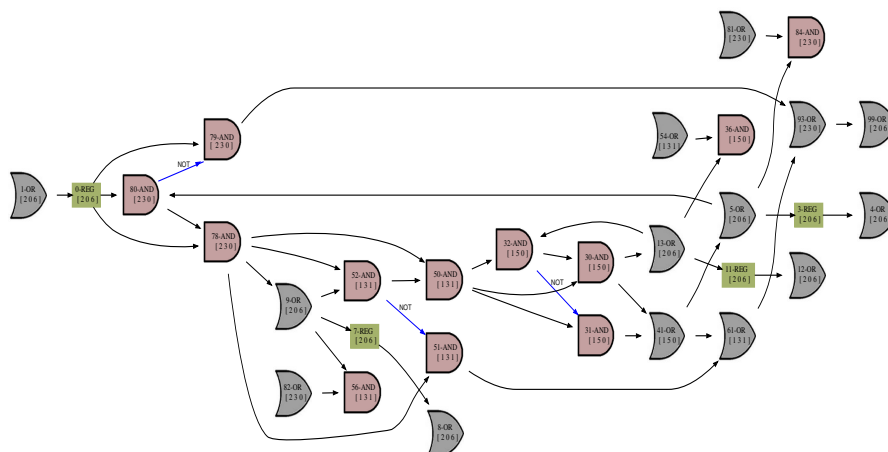 81-OR
[230]
84-AND
[230]
79-AND
[230]
54-OR
[131]
36-AND
[150]
93-OR
[230]
99-OR
[206
NOT
1-OR
[206]
0-REG
[206]
80-AND
[230]
5-OR
[206]
3-REG
[206]
4-OR
[206
78-AND
[230]
32-AND
[150]
13-OR
[206]
30-AND
[150]
52-AND
[131]
50-AND
[131]
11-REG
[206]
12-OR
[206]
NOT
9-OR
[206]
NOT
7-REG
[206]
31-AND
[150]
41-OR
[150]
61-OR
[131]
51-AND
[131]
82-OR
[230]
56-AND
[131]
8-OR
[206]